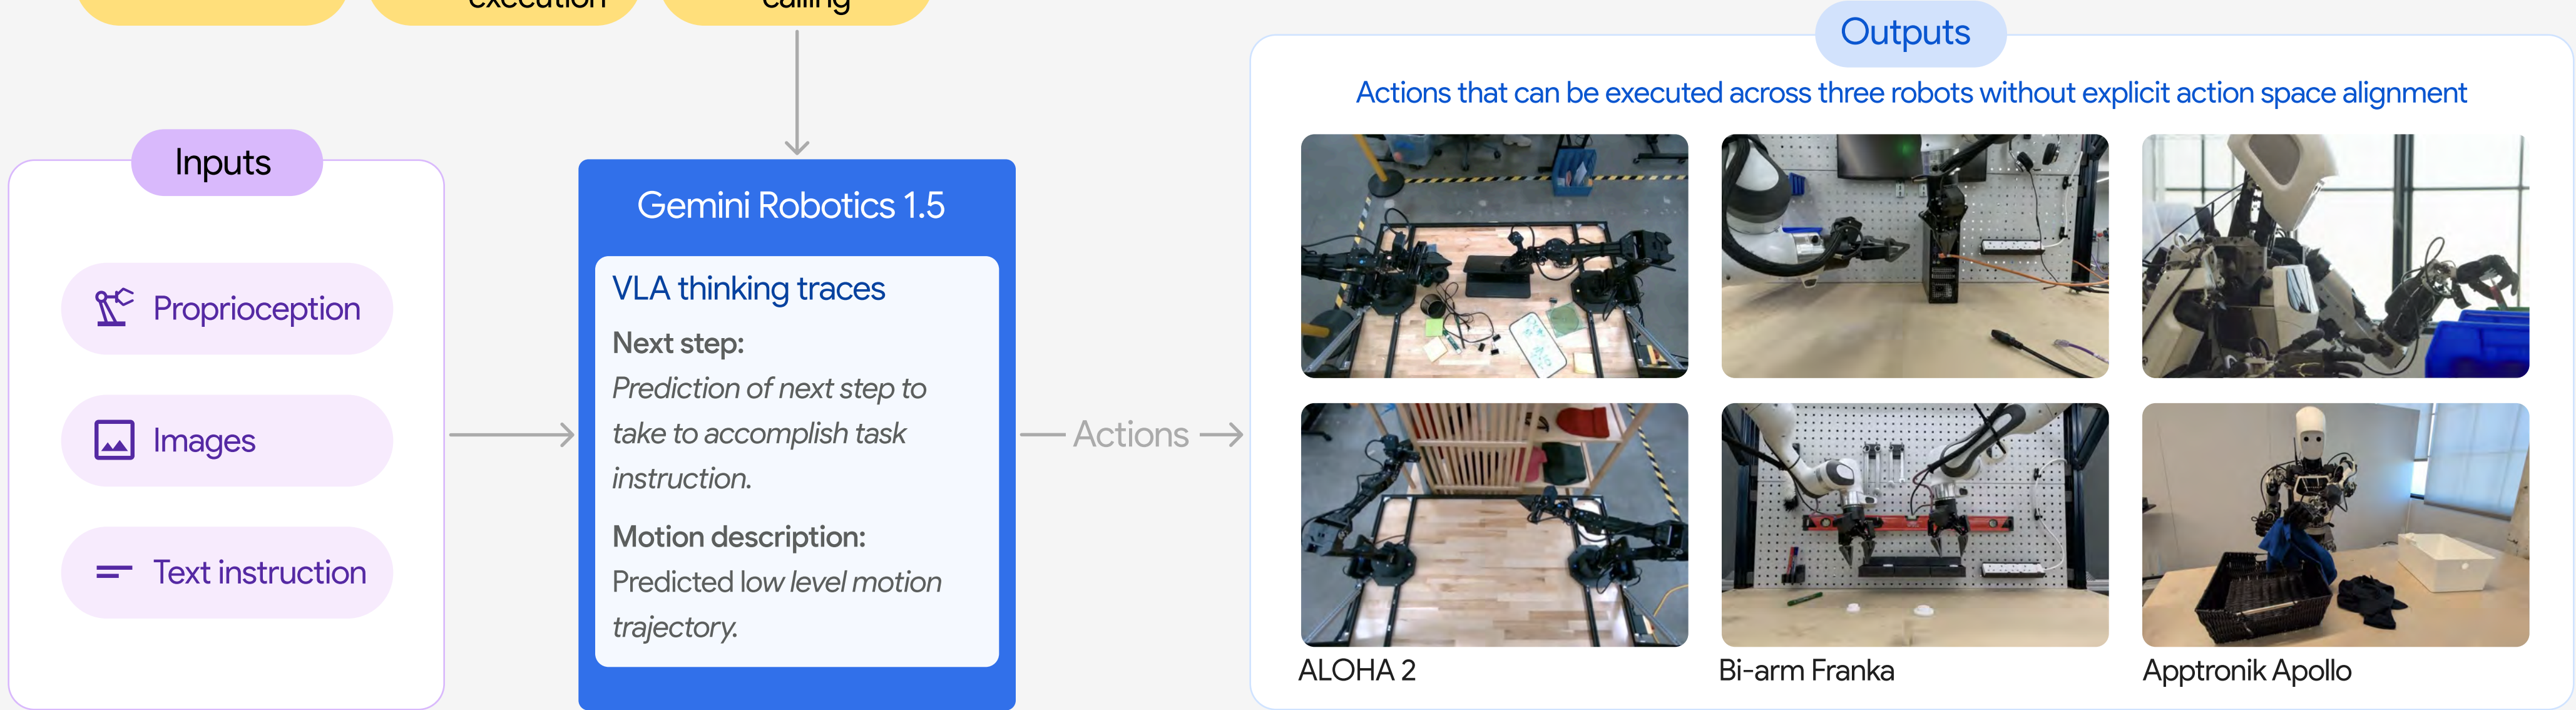 execution
calling
Inputs
Proprioception
Images
Text instruction
Gemini Robotics 1.5
VLA thinking traces
Next step:
Prediction of next step to
take to accomplish task
instruction.
Motion description:
Predicted low level motion
trajectory.
Actions
Outputs
Actions that can be executed across three robots without explicit action space alignment
ALOHA 2
Bi-arm Franka
Apptronik Apollo